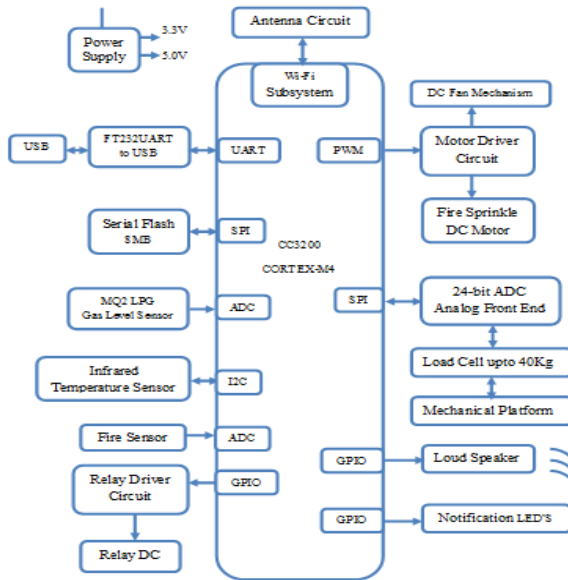 Antenna Circuit
3.3V
Power
Supply
5.0V
Wi-Fi
Subsystem
DC Fan Mechanism
USB
FT232UART
to USB
UART
PWM
Motor Driver
Circuit
Serial Flash
SMB
SPI
Fire Sprinkle
DC Motor
CC3200
CORTEX-M4
MQ2 LPG
Gas Level Sensor
ADC
SPI
24-bit ADC
Analog Front End
Infrared
Temperature Sensor
I2C
Load Cell upto 40Kg
Mechanical Platform
Fire Sensor
ADC
GPIO
Loud Speaker
Relay Driver
Circuit
GPIO
GPIO
Notification LED'S
Relay DC